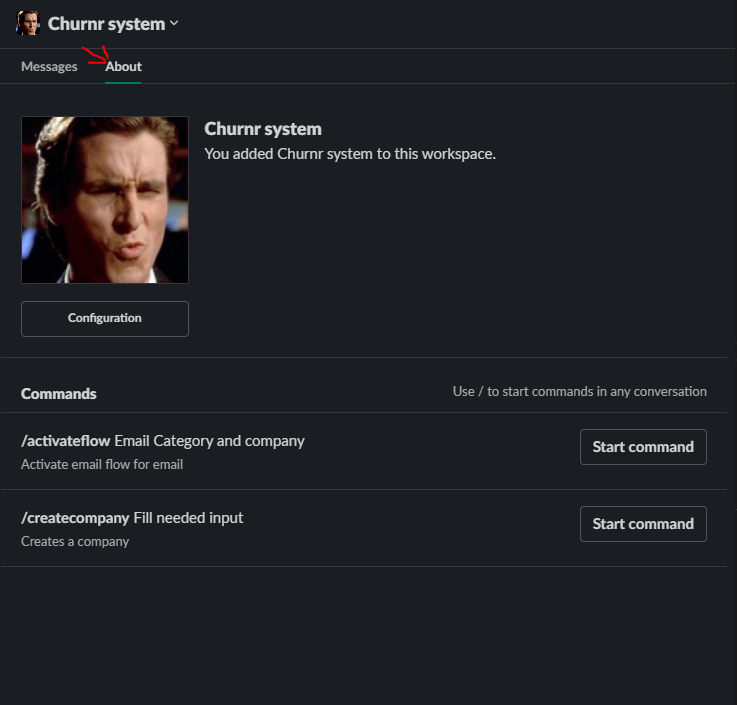 Churnr system
Messages About
Churnr system
You added Churnr system to this workspace.
Configuration
Commands Use / to start commands in any conversation
/activateflow Email Category and company Start command
Activate email flow for email
/createcompany Fill needed input Start command
Creates a company